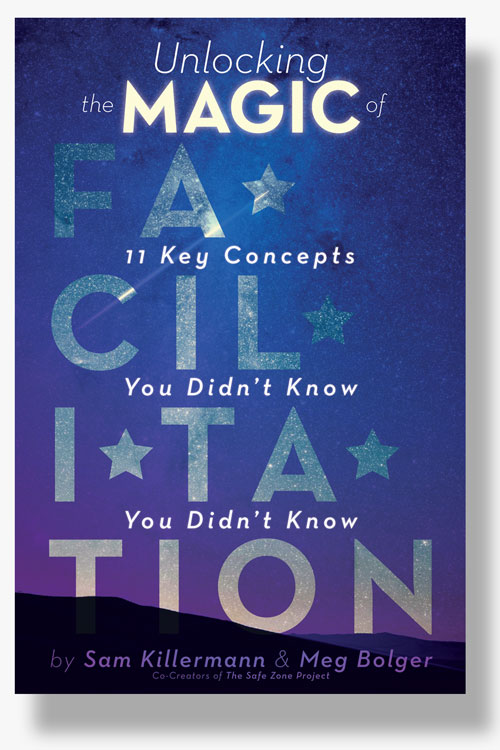 Unlocking
the MAGIC of
FA
11 Key Concepts
CIL
You Didn't Know
ITA
You Didn't Know
TION
by Sam Killermann & Meg Bolger
Co-Creators of The Safe Zone Project